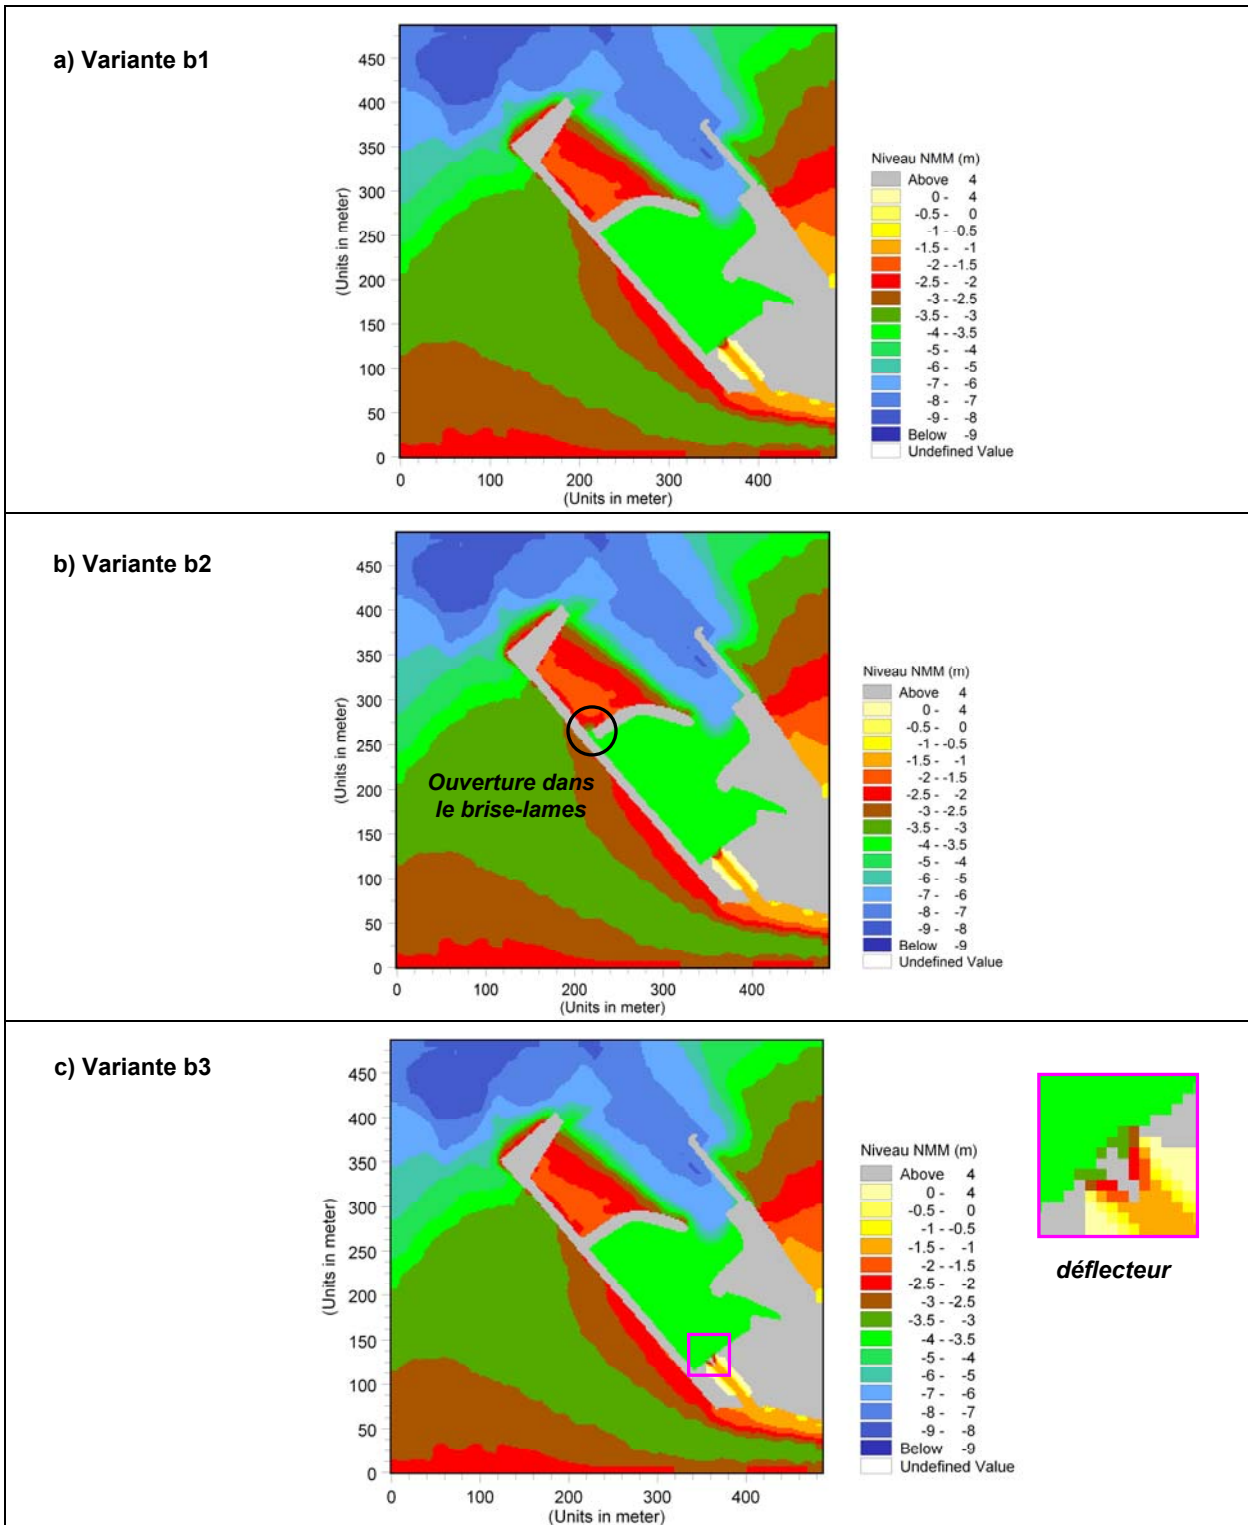 a) Variante b1
450
400
350
300
250
200
150
100
50
0
(Units in meter)
0 100 200 300 400
(Units in meter)
Niveau NMM (m)
Above 4
0 - 4
-0.5 - 0
-1 - -0.5
-1.5 - -1
-2 - -1.5
-2.5 - -2
-3 - -2.5
-3.5 - -3
-4 - -3.5
-5 - -4
-6 - -5
-7 - -6
-8 - -7
-9 - -8
Below -9
Undefined Value
b) Variante b2
450
400
350
300
250
200
150
100
50
0
(Units in meter)
Ouverture dans
le brise-lames
0 100 200 300 400
(Units in meter)
Niveau NMM (m)
Above 4
0 - 4
-0.5 - 0
-1 - -0.5
-1.5 - -1
-2 - -1.5
-2.5 - -2
-3 - -2.5
-3.5 - -3
-4 - -3.5
-5 - -4
-6 - -5
-7 - -6
-8 - -7
-9 - -8
Below -9
Undefined Value
c) Variante b3
450
400
350
300
250
200
150
100
50
0
(Units in meter)
0 100 200 300 400
(Units in meter)
Niveau NMM (m)
Above 4
0 - 4
-0.5 - 0
-1 - -0.5
-1.5 - -1
-2 - -1.5
-2.5 - -2
-3 - -2.5
-3.5 - -3
-4 - -3.5
-5 - -4
-6 - -5
-7 - -6
-8 - -7
-9 - -8
Below -9
Undefined Value
déflecteur